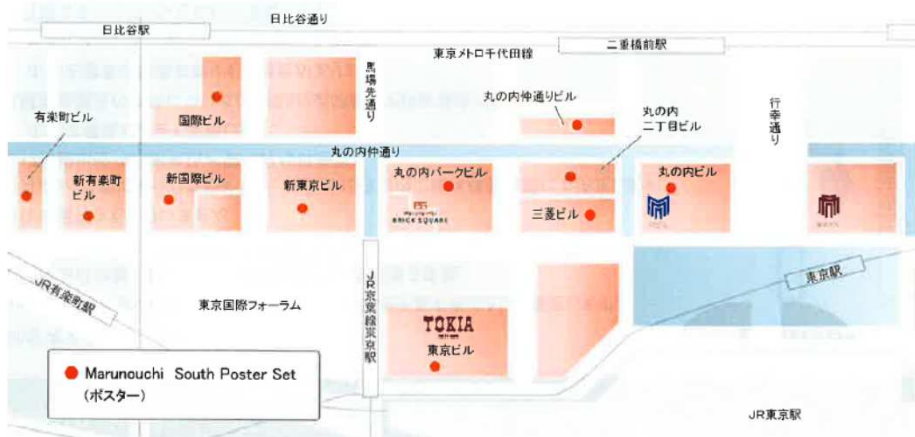 日比谷通り
日比谷駅
二重橋前駅
東京メトロ千代田線
馬場先通り
丸の内仲通りビル
有楽町ビル
国際ビル
丸の内
二丁目ビル
行幸通り
丸の内仲通り
新有楽町
ビル
新国際ビル
新東京ビル
丸の内パークビル
丸の内ビル
BRICK SQUARE
三菱ビル
JR有楽町駅
東京国際フォーラム
JR京葉線東京駅
東京駅
TOKIA
東京ビル
Marunouchi South Poster Set
(ポスター)
JR東京駅